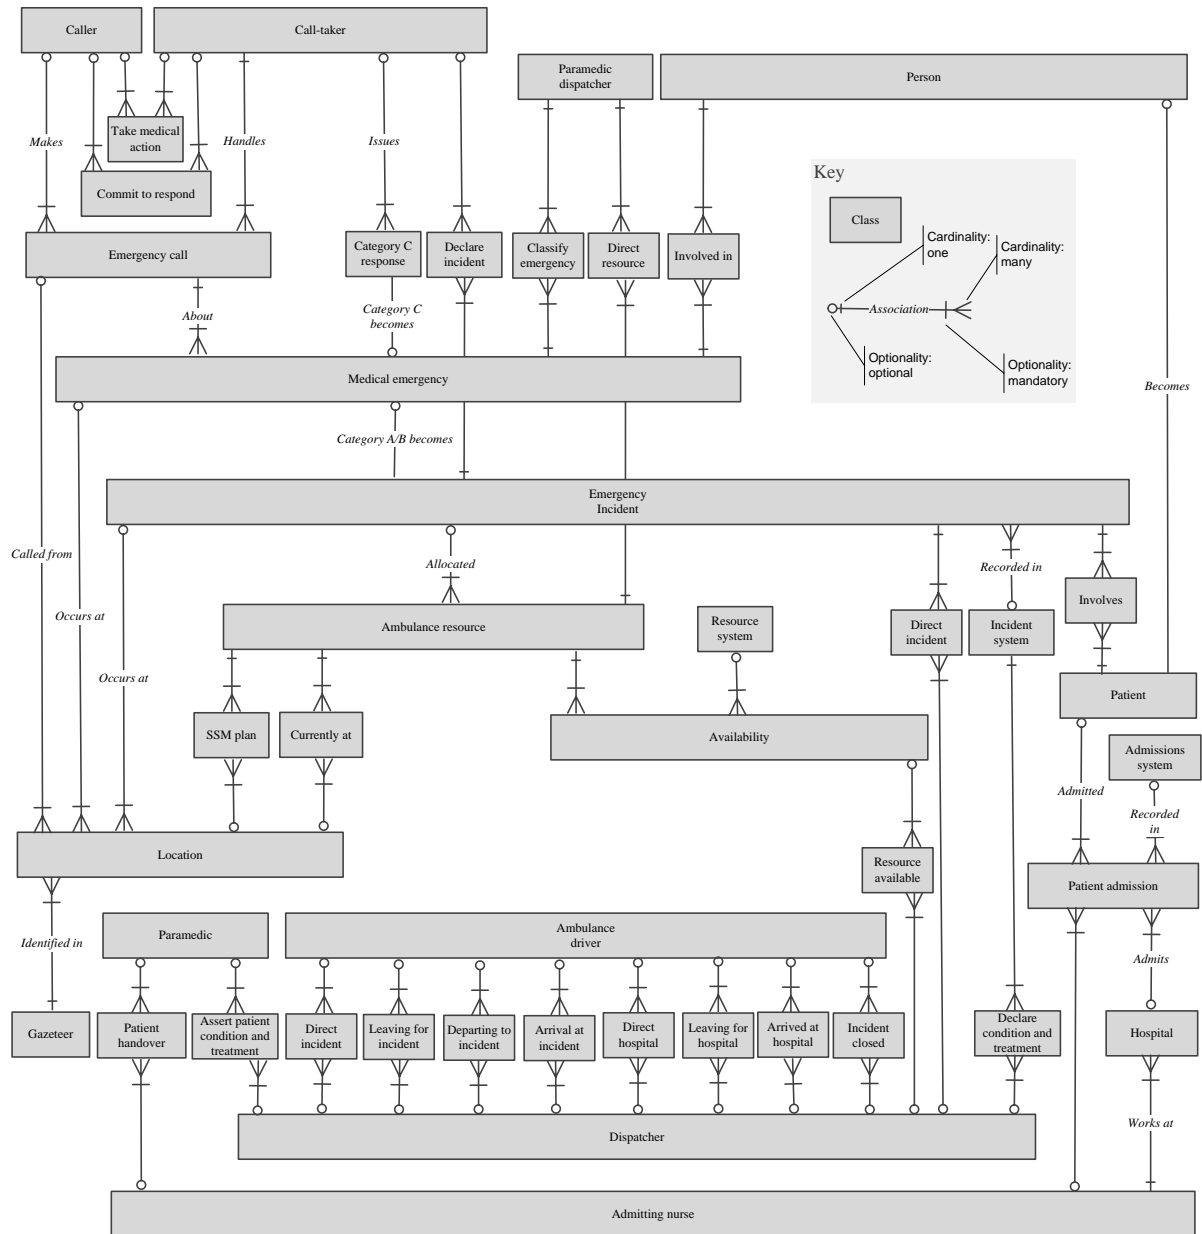 Caller
Call-taker
Paramedic
dispatcher
Person
Take medical
action
Makes
Handles
Issues
Commit to respond
Key
Class
Cardinality:
one
Cardinality:
many
Association
Optionality:
optional
Optionality:
mandatory
Emergency call
Category C
response
Declare
incident
Classify
emergency
Direct
resource
Involved in
About
Category C
becomes
Medical emergency
Becomes
Category A/B becomes
Emergency
Incident
Called from
Allocated
Recorded in
Occurs at
Ambulance resource
Resource
system
Direct
incident
Incident
system
Involves
Occurs at
Patient
SSM plan
Currently at
Availability
Admissions
system
Admitted
Recorded
in
Location
Resource
available
Patient admission
Identified in
Paramedic
Ambulance
driver
Admits
Gazeteer
Patient
handover
Assert patient
condition and
treatment
Direct
incident
Leaving for
incident
Departing to
incident
Arrival at
incident
Direct
hospital
Leaving for
hospital
Arrived at
hospital
Incident
closed
Declare
condition and
treatment
Hospital
Dispatcher
Works at
Admitting nurse